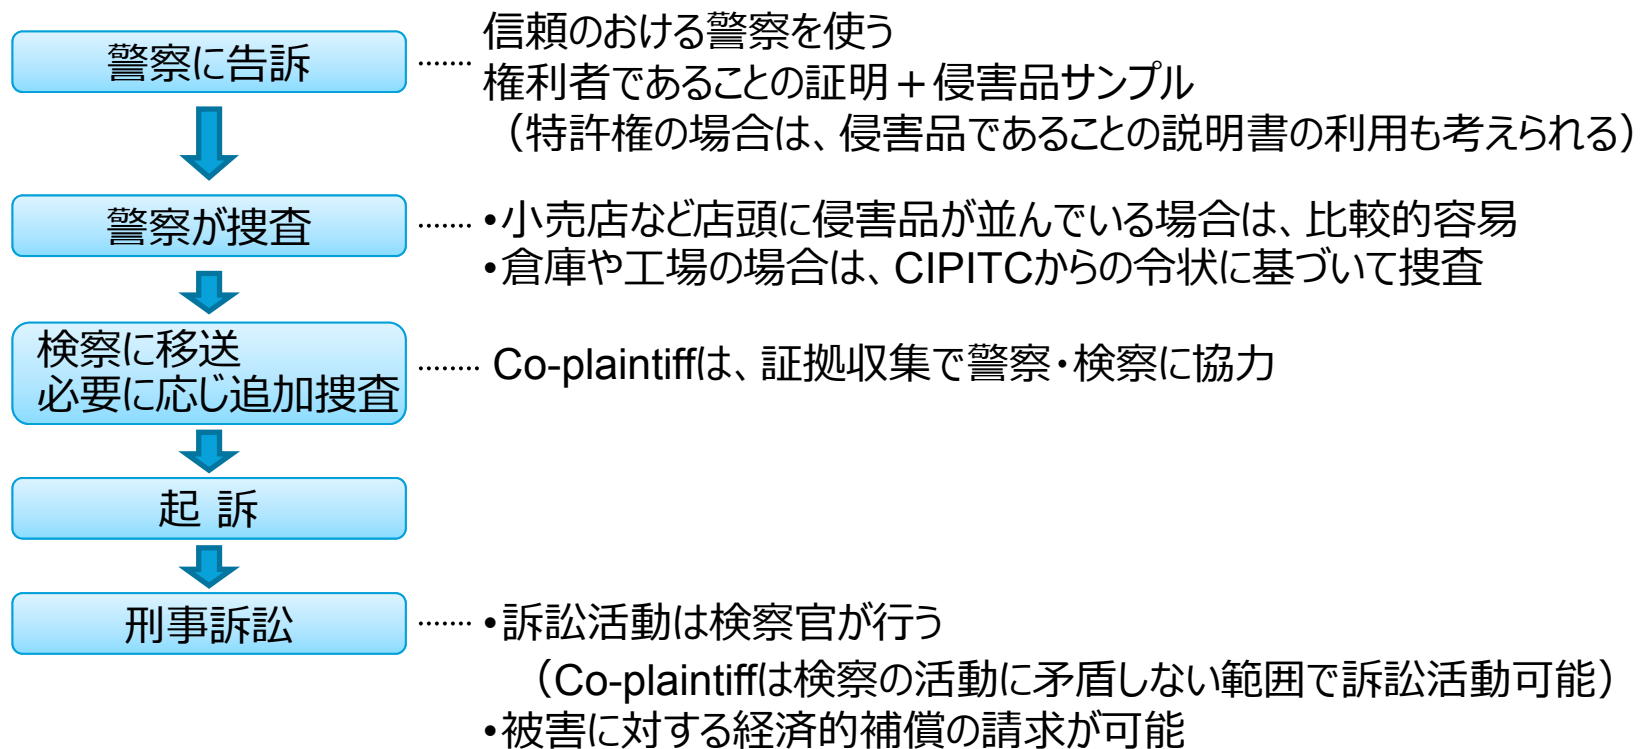 警察に告訴
信頼のおける警察を使う
権利者であることの証明＋侵害品サンプル
（特許権の場合は、侵害品であることの説明書の利用も考えられる）
警察が捜査
•小売店など店頭に侵害品が並んでいる場合は、比較的容易
•倉庫や工場の場合は、CIPITCからの令状に基づいて捜査
検察に移送
必要に応じ追加捜査
Co-plaintiffは、証拠収集で警察・検察に協力
起 訴
刑事訴訟
•訴訟活動は検察官が行う
（Co-plaintiffは検察の活動に矛盾しない範囲で訴訟活動可能）
•被害に対する経済的補償の請求が可能